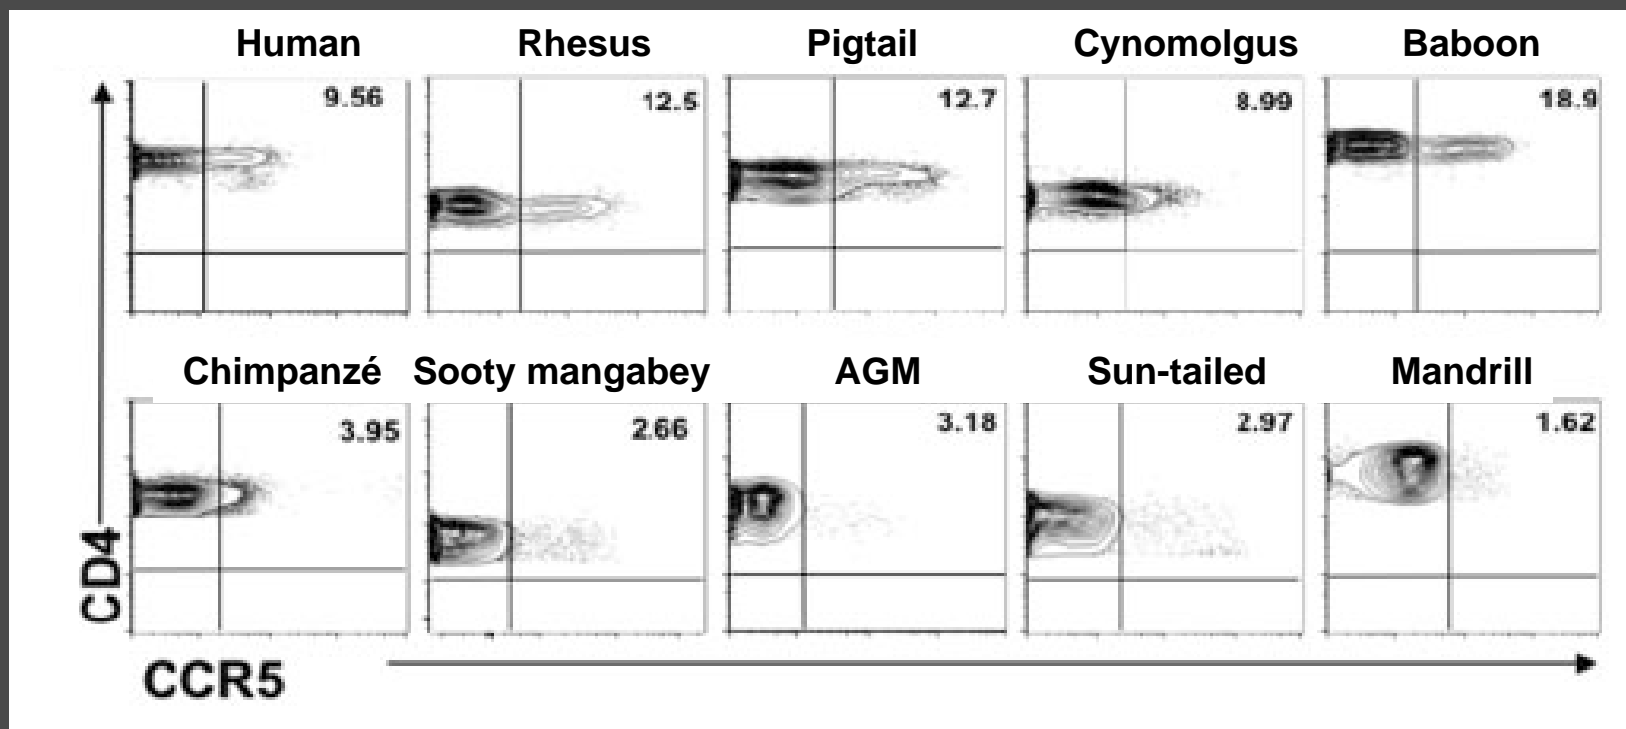 Human Rhesus Pigtail Cynomolgus Baboon
9.56 12.5 12.7 8.99 18.9
Chimpanzé Sooty mangabey AGM Sun-tailed Mandrill
3.95 2.66 3.18 2.97 1.62
CD4
CCR5